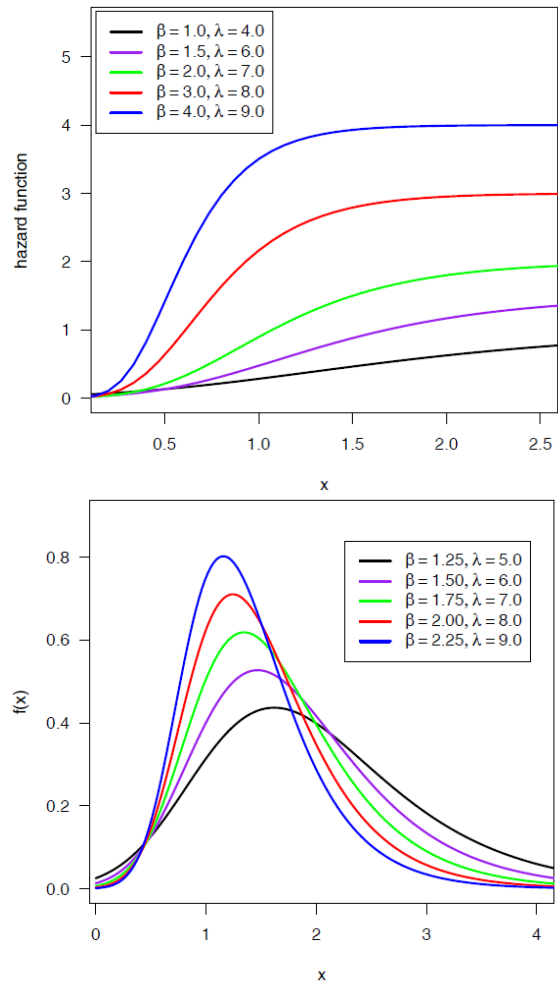 β = 1.0, λ = 4.0
β = 1.5, λ = 6.0
β = 2.0, λ = 7.0
β = 3.0, λ = 8.0
β = 4.0, λ = 9.0
hazard function
5
4
3
2
1
0
0.5 1.0 1.5 2.0 2.5
x
β = 1.25, λ = 5.0
β = 1.50, λ = 6.0
β = 1.75, λ = 7.0
β = 2.00, λ = 8.0
β = 2.25, λ = 9.0
f(x)
0.8
0.6
0.4
0.2
0.0
0 1 2 3 4
x